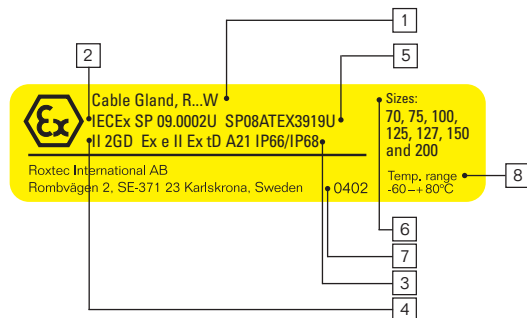 1
2
5
Ex
Cable Gland, R...W
IECEx SP 09.0002U SP08ATEX3919U
II 2GD Ex e II Ex tD A21 IP66/IP68
Roxtec International AB
Rombvägen 2, SE-371 23 Karlskrona, Sweden
0402
Sizes:
70, 75, 100,
125, 127, 150
and 200
Temp. range
-60–+80°C
8
6
7
3
4